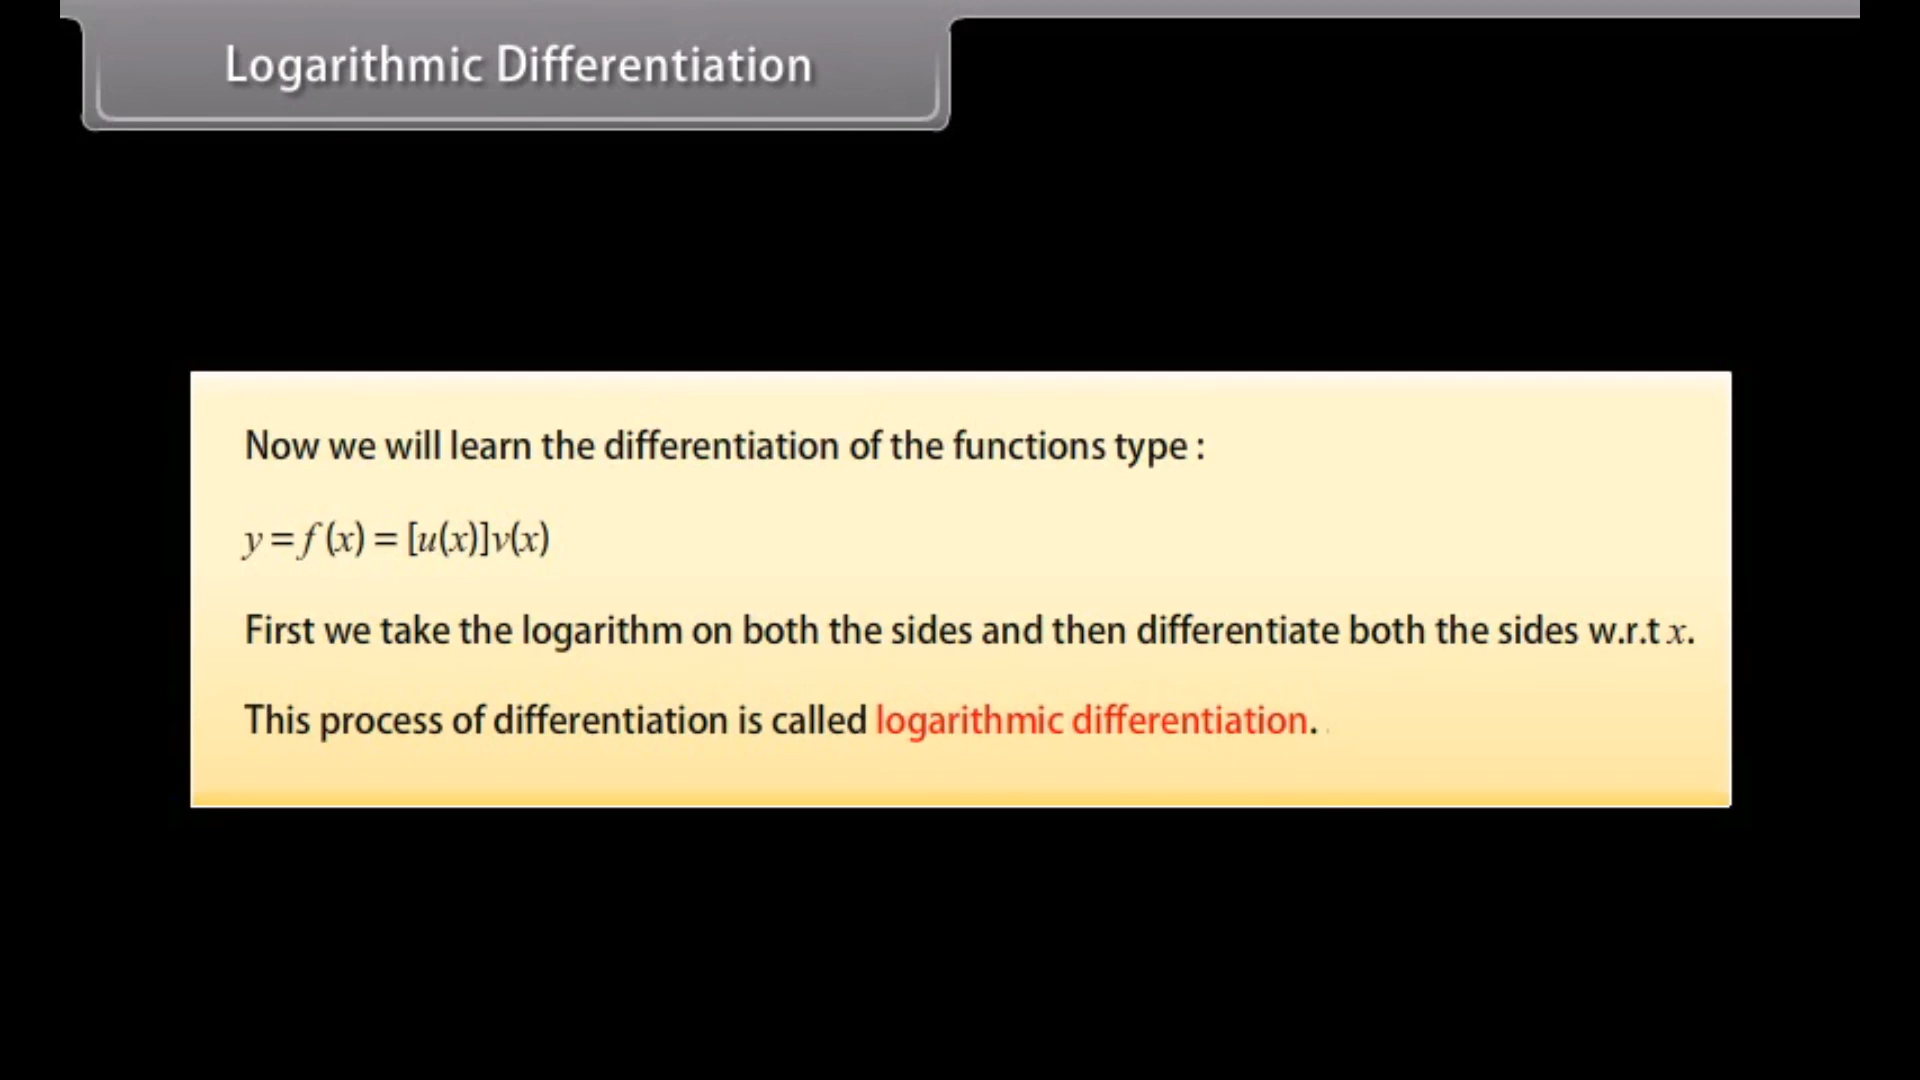 Logarithmic Differentiation
Now we will learn the differentiation of the functions type :
y = f (x) = [u(x)]v(x)
First we take the logarithm on both the sides and then differentiate both the sides w.r.t x.
This process of differentiation is called logarithmic differentiation.